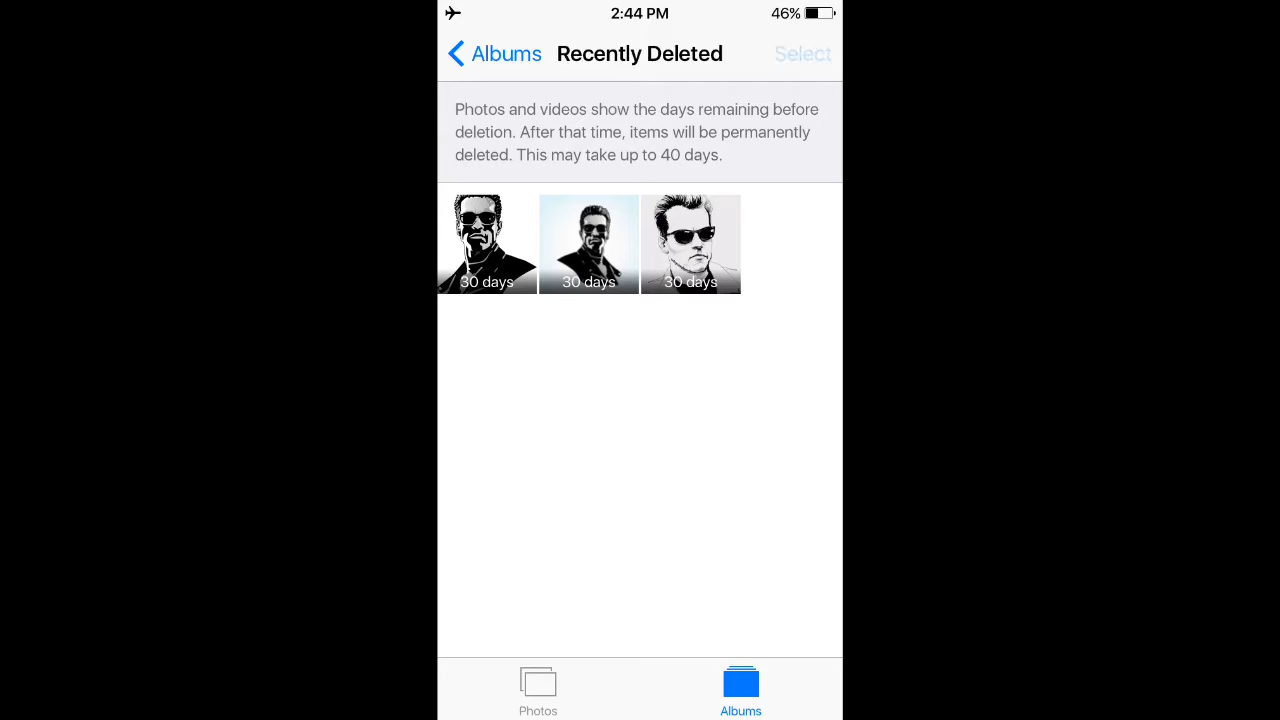 2:44 PM 46%
Albums Recently Deleted Select
Photos and videos show the days remaining before
deletion. After that time, items will be permanently
deleted. This may take up to 40 days.
30 days 30 days 30 days
Photos Albums